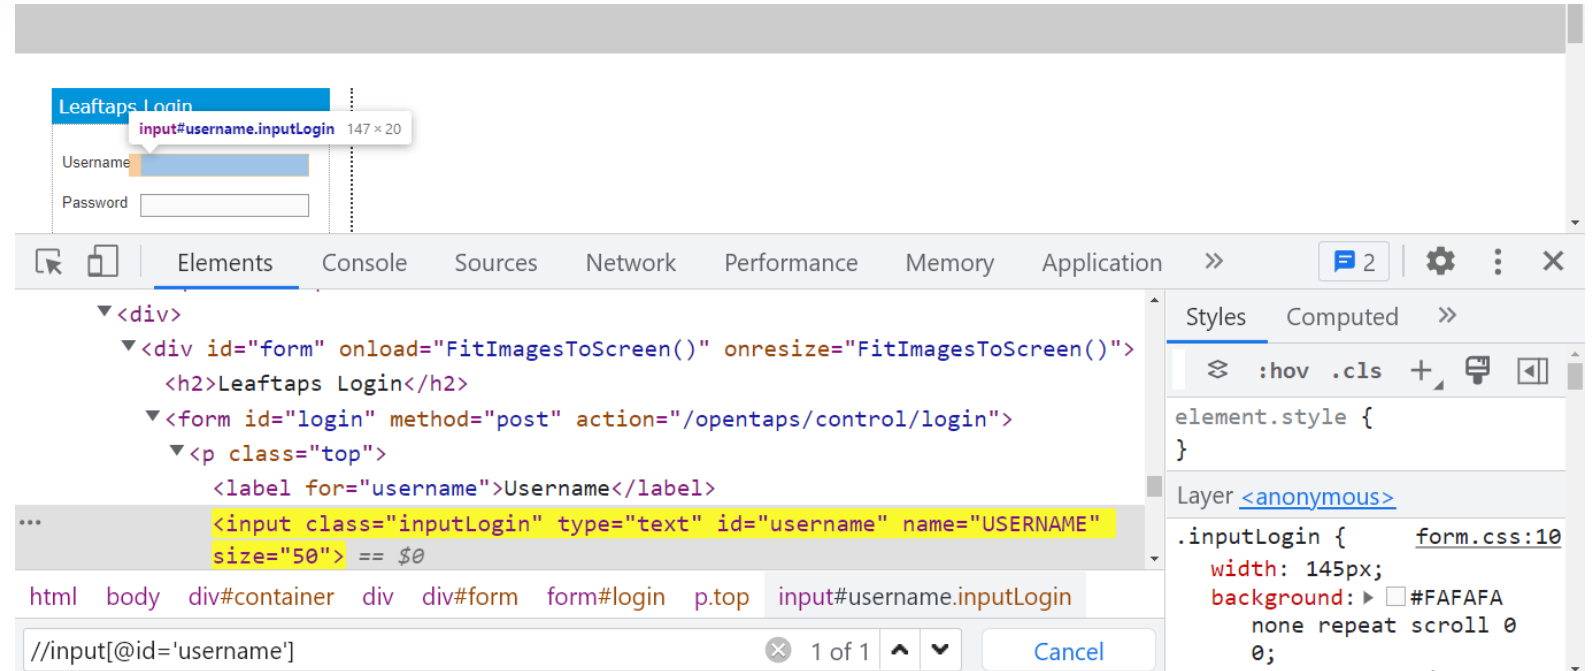 Leaftaps Login
input#username.inputLogin 147 × 20
Username
Password
Elements Console Sources Network Performance Memory Application » 2
<div>
<div id="form" onload="FitImagesToScreen()" onresize="FitImagesToScreen()">
<h2>Leaftaps Login</h2>
<form id="login" method="post" action="/opentaps/control/login">
<p class="top">
<label for="username">Username</label>
<input class="inputLogin" type="text" id="username" name="USERNAME"
size="50"> == $0
html body div#container div div#form form#login p.top input#username.inputLogin
//input[@id='username'] 1 of 1 Cancel
Styles Computed »
:hov .cls +
element.style {
}
Layer <anonymous>
.inputLogin { form.css:10
width: 145px;
background: #FAFAFA
none repeat scroll 0
0;